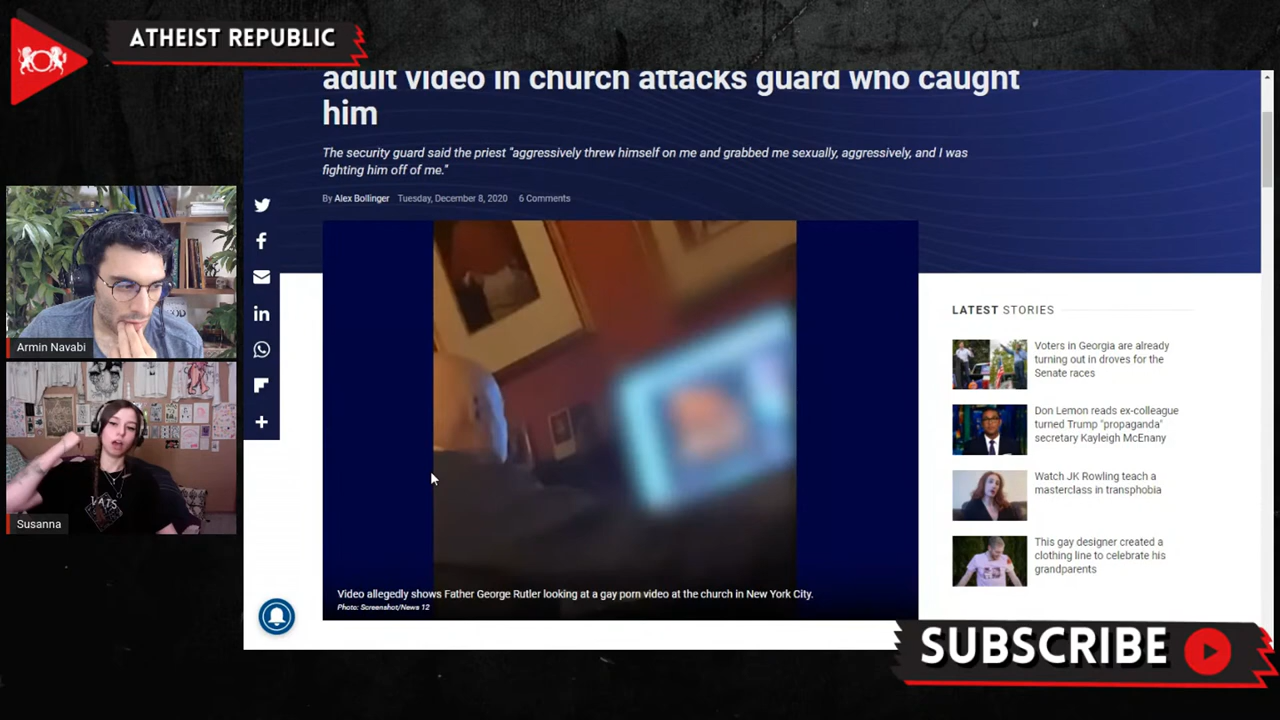 ATHEIST REPUBLIC
adult video in church attacks guard who caught
him
The security guard said the priest "aggressively threw himself on me and grabbed me sexually, aggressively, and I was
fighting him off of me."
By Alex Bollinger Tuesday, December 8, 2020 6 Comments
Video allegedly shows Father George Rutler looking at a gay porn video at the church in New York City.
Photo: Screenshot/News 12
LATEST STORIES
Voters in Georgia are already
turning out in droves for the
Senate races
Don Lemon reads ex-colleague
turned Trump "propaganda"
secretary Kayleigh McEnany
Watch JK Rowling teach a
masterclass in transphobia
This gay designer created a
clothing line to celebrate his
grandparents
Armin Navabi
Susanna
SUBSCRIBE